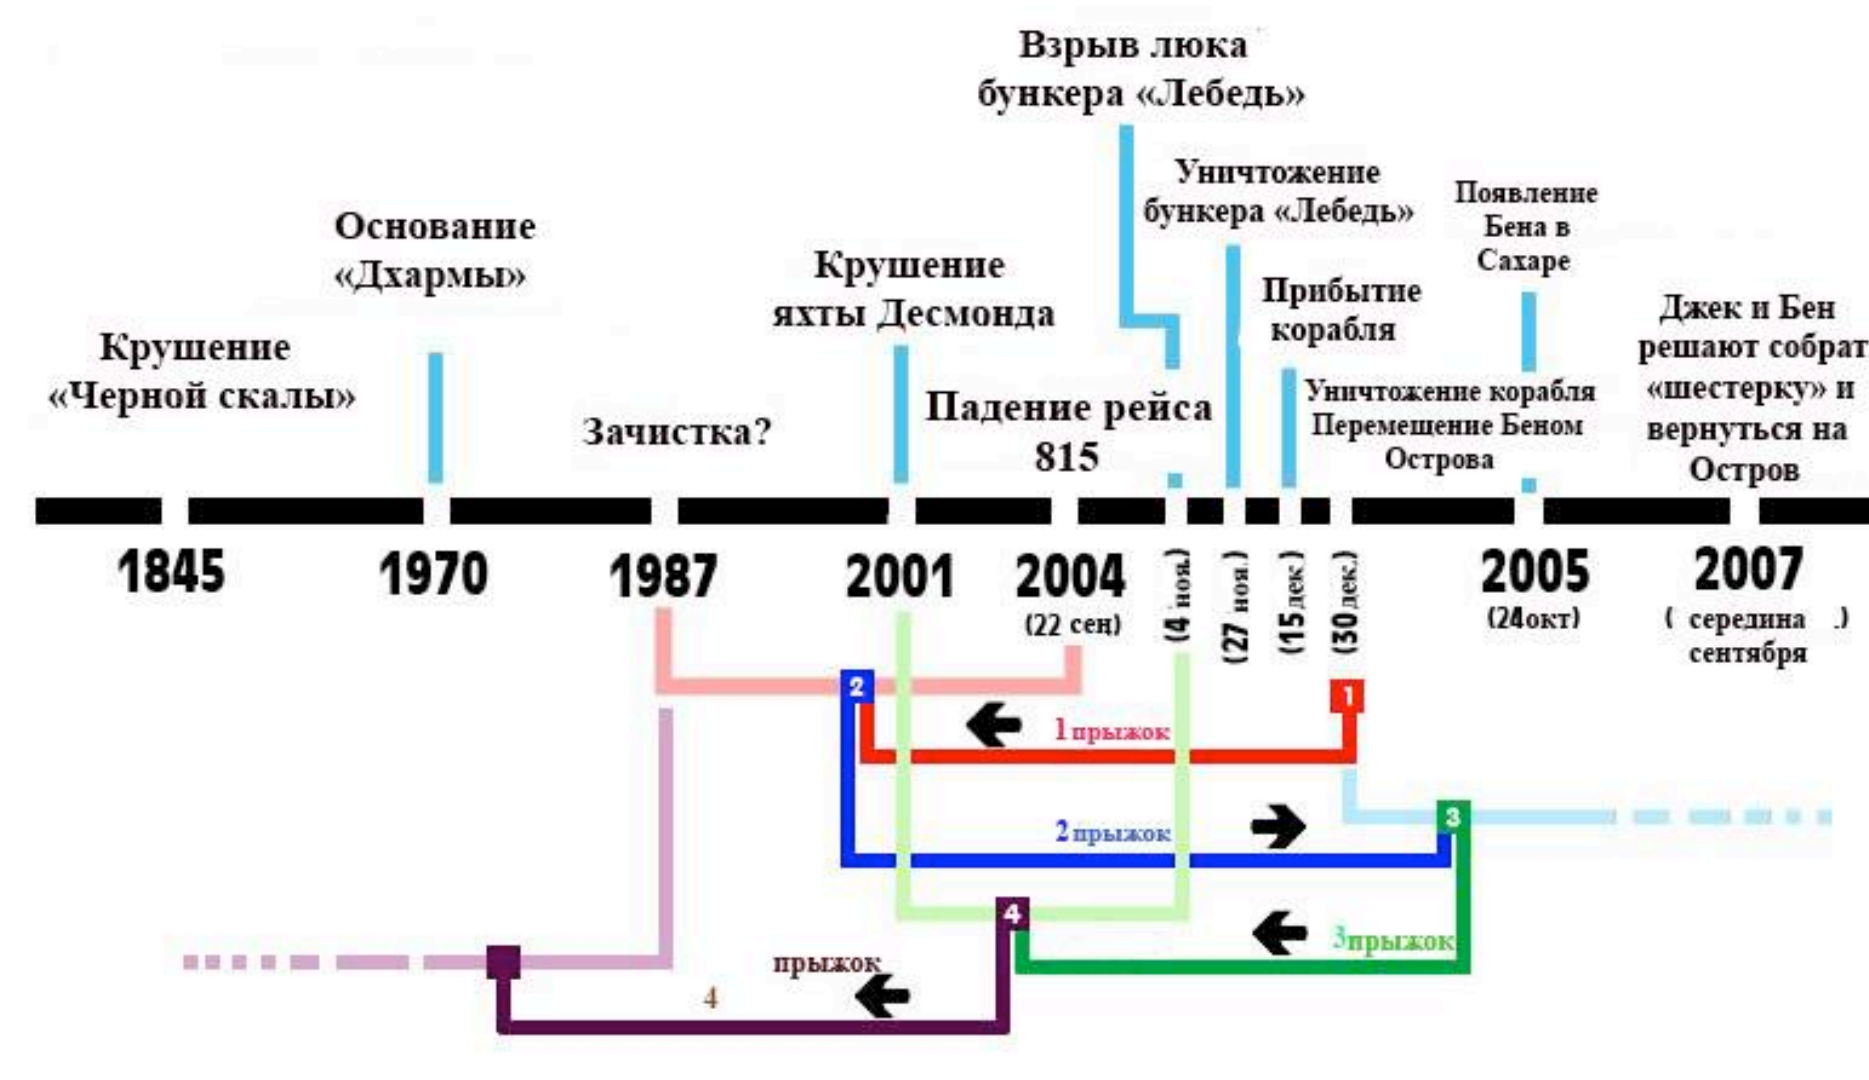 Взрыв люка
бункера «Лебедь»
Уничтожение
бункера «Лебедь»
Появление
Бена в
Сахаре
Основание
«Дхармы»
Крушение
яхты Десмонда
Прибытие
корабля
Джек и Бен
решают собрат
«шестерку» и
вернуться на
Остров
Крушение
«Черной скалы»
Зачистка?
Падение рейса
815
Уничтожение корабля
Перемещение Беном
Острова
1845
1970
1987
2001
2004
(22 сен)
(4 ноя.)
(27 ноя.)
(15 дек.)
(30 дек.)
2005
(24окт)
2007
( середина .)
сентября
2
1
1 прыжок
3
2 прыжок
4
3прыжок
прыжок
4